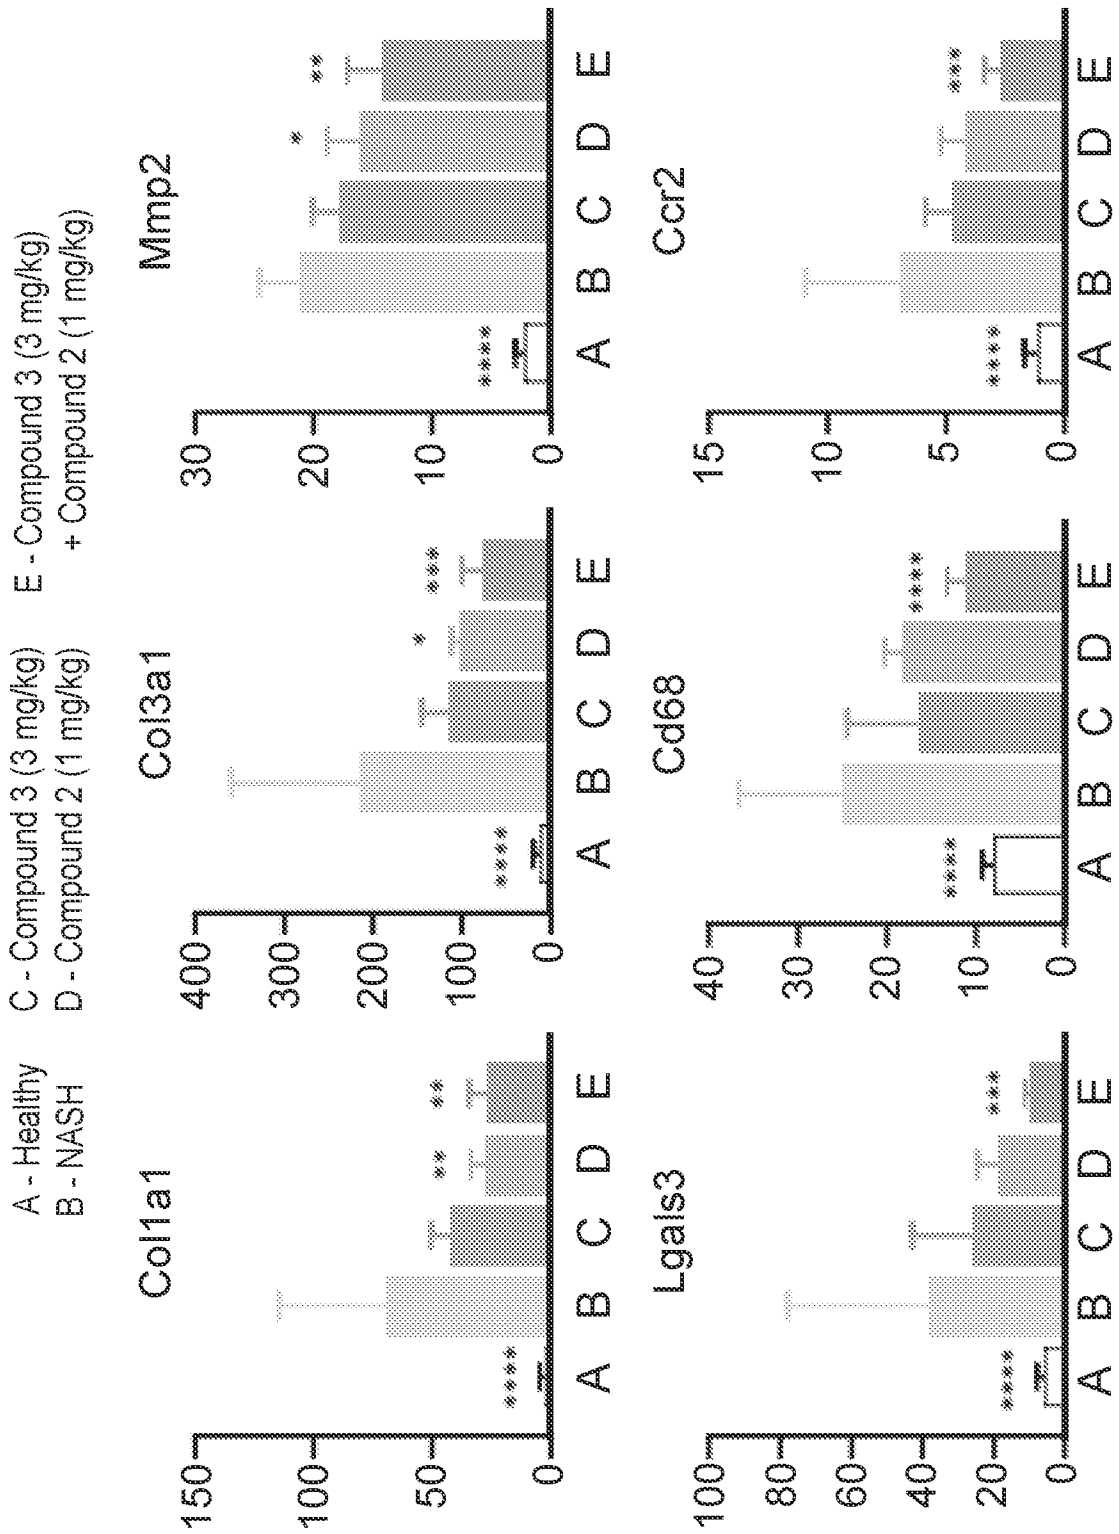 A - Healthy
B - NASH
C - Compound 3 (3 mg/kg)
D - Compound 2 (1 mg/kg)
E - Compound 3 (3 mg/kg)
+ Compound 2 (1 mg/kg)
Col1a1
150
100
50
0
****
**
**
A B C D E
Col3a1
400
300
200
100
0
****
*
***
A B C D E
Mmp2
30
20
10
0
****
*
**
A B C D E
Lgals3
100
80
60
40
20
0
****
***
A B C D E
Cd68
40
30
20
10
0
****
****
A B C D E
Ccr2
15
10
5
0
****
***
A B C D E